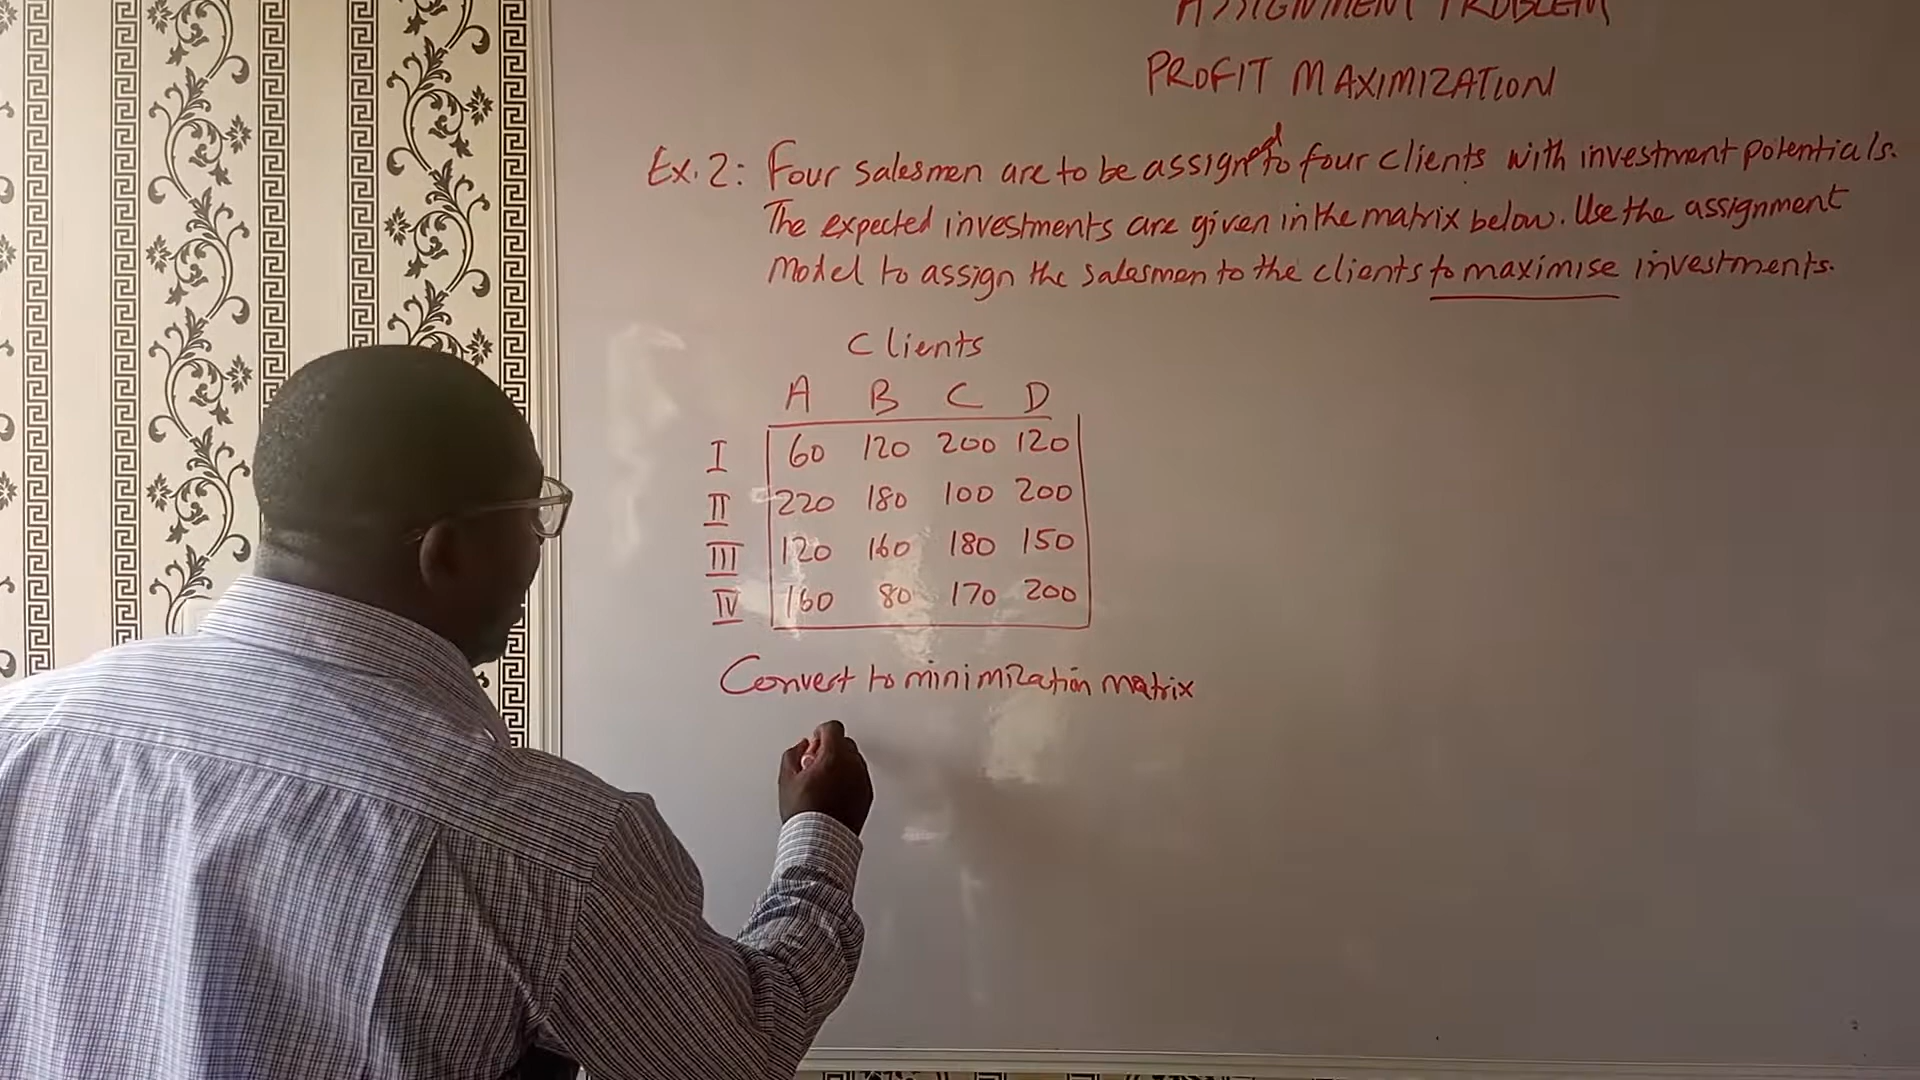 ASSIGNMENT PROBLEM
PROFIT MAXIMIZATION
Ex.2: Four salesmen are to be assigned to four clients with investment potentials.
The expected investments are given in the matrix below. Use the assignment
Model to assign the salesmen to the clients to maximise investments.
Clients
A B C D
I 60 120 200 120
II 220 180 100 200
III 120 160 180 150
IV 160 80 170 200
Convert to minimization matrix